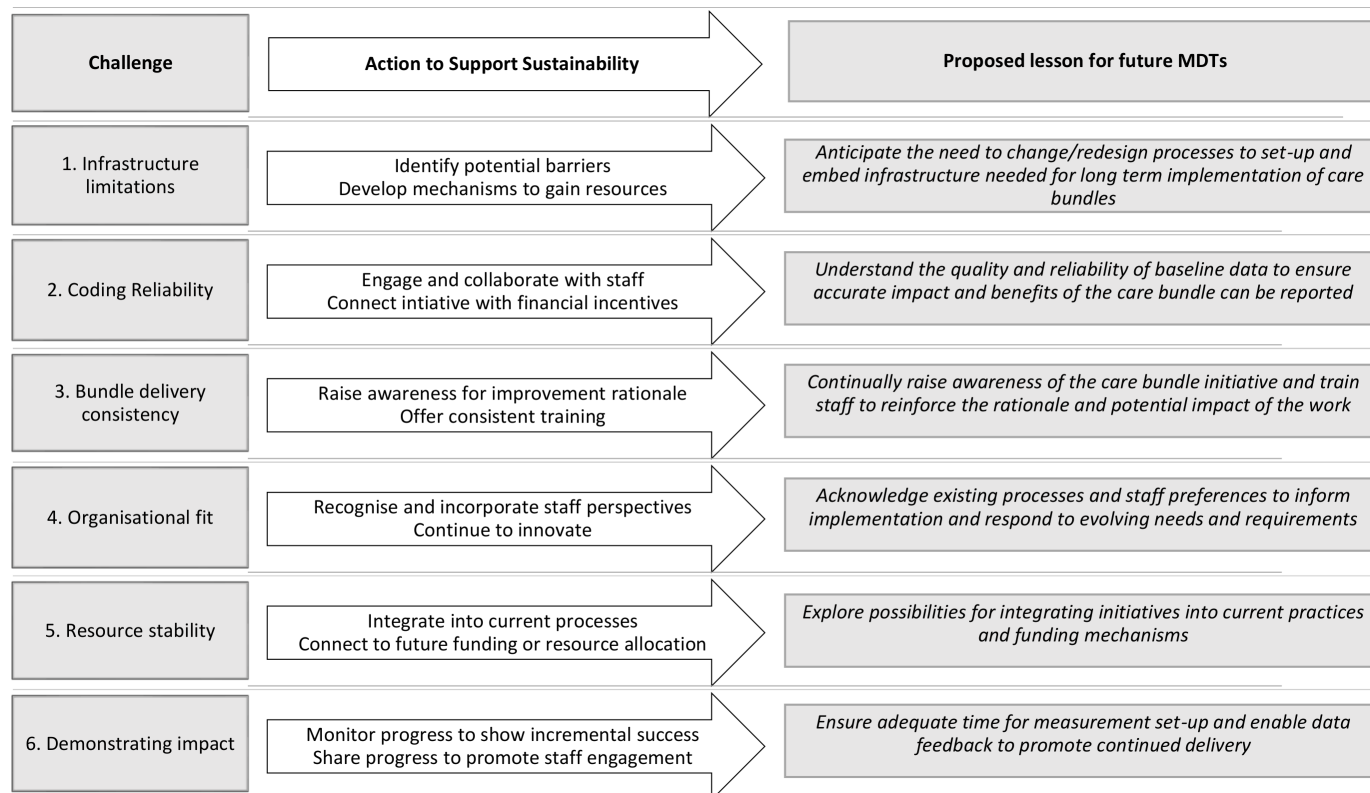 Challenge
Action to Support Sustainability
Proposed lesson for future MDTs
1. Infrastructure
limitations
Identify potential barriers
Develop mechanisms to gain resources
Anticipate the need to change/redesign processes to set-up and
embed infrastructure needed for long term implementation of care
bundles
2. Coding Reliability
Engage and collaborate with staff
Connect intiative with financial incentives
Understand the quality and reliability of baseline data to ensure
accurate impact and benefits of the care bundle can be reported
3. Bundle delivery
consistency
Raise awareness for improvement rationale
Offer consistent training
Continually raise awareness of the care bundle initiative and train
staff to reinforce the rationale and potential impact of the work
4. Organisational fit
Recognise and incorporate staff perspectives
Continue to innovate
Acknowledge existing processes and staff preferences to inform
implementation and respond to evolving needs and requirements
5. Resource stability
Integrate into current processes
Connect to future funding or resource allocation
Explore possibilities for integrating initiatives into current practices
and funding mechanisms
6. Demonstrating impact
Monitor progress to show incremental success
Share progress to promote staff engagement
Ensure adequate time for measurement set-up and enable data
feedback to promote continued delivery